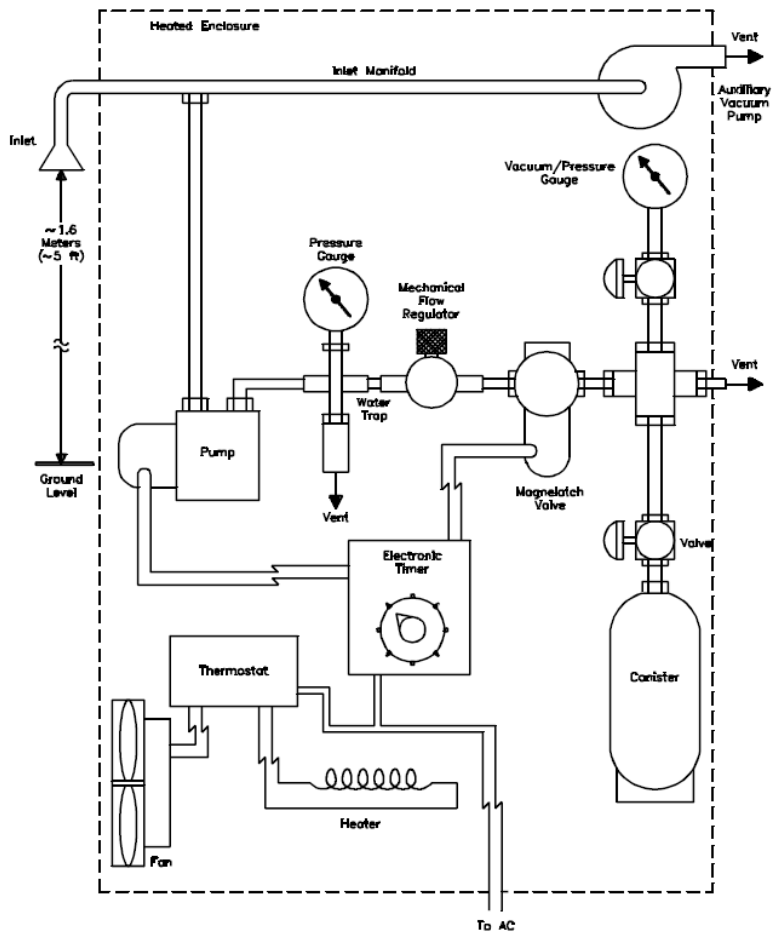 Heated Enclosure
Vent
Inlet Manifold
Auxilliary
Vacuum
Pump
Inlet
Vacuum/Pressure
Gauge
~1.6
Meters
(~5 ft)
Pressure
Gauge
Mechanical
Flow
Regulator
Vent
Water
Trap
Pump
Ground
Level
Magnelatch
Valve
Vent
Valve
Electronic
Timer
Thermostat
Canister
Heater
Fan
To AC